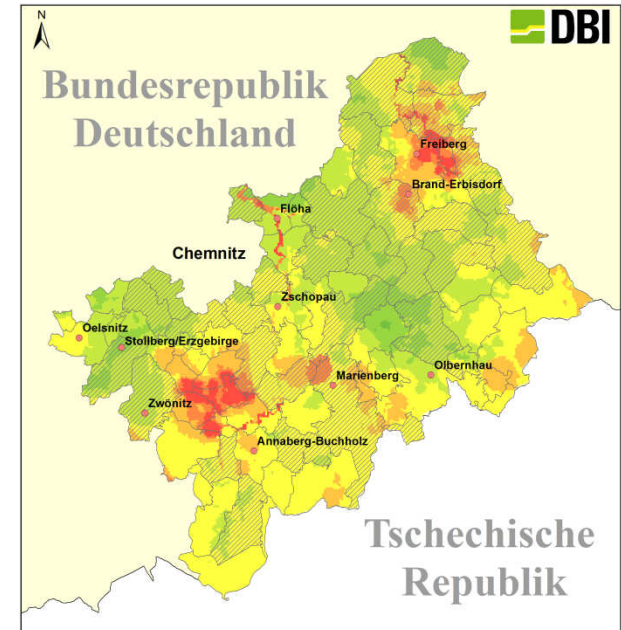 N
DBI
Bundesrepublik
Deutschland
Freiberg
Brand-Erbisdorf
Flöha
Chemnitz
Zschopau
Oelsnitz
Stollberg/Erzgebirge
Olbernhau
Marienberg
Zwönitz
Annaberg-Buchholz
Tschechische
Republik